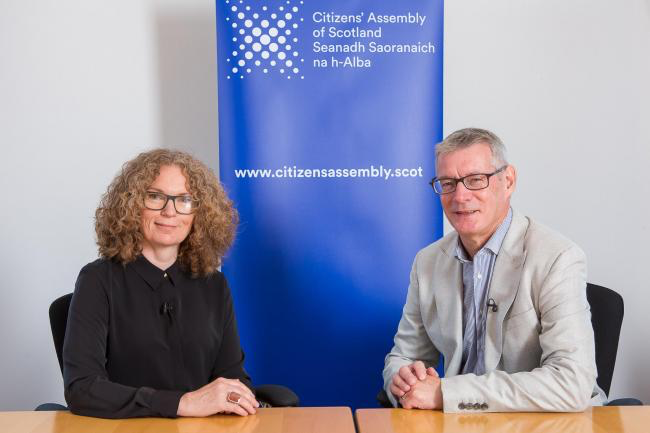 Citizens' Assembly
of Scotland
Seanadh Saoranaich
na h-Alba
www.citizensassembly.scot